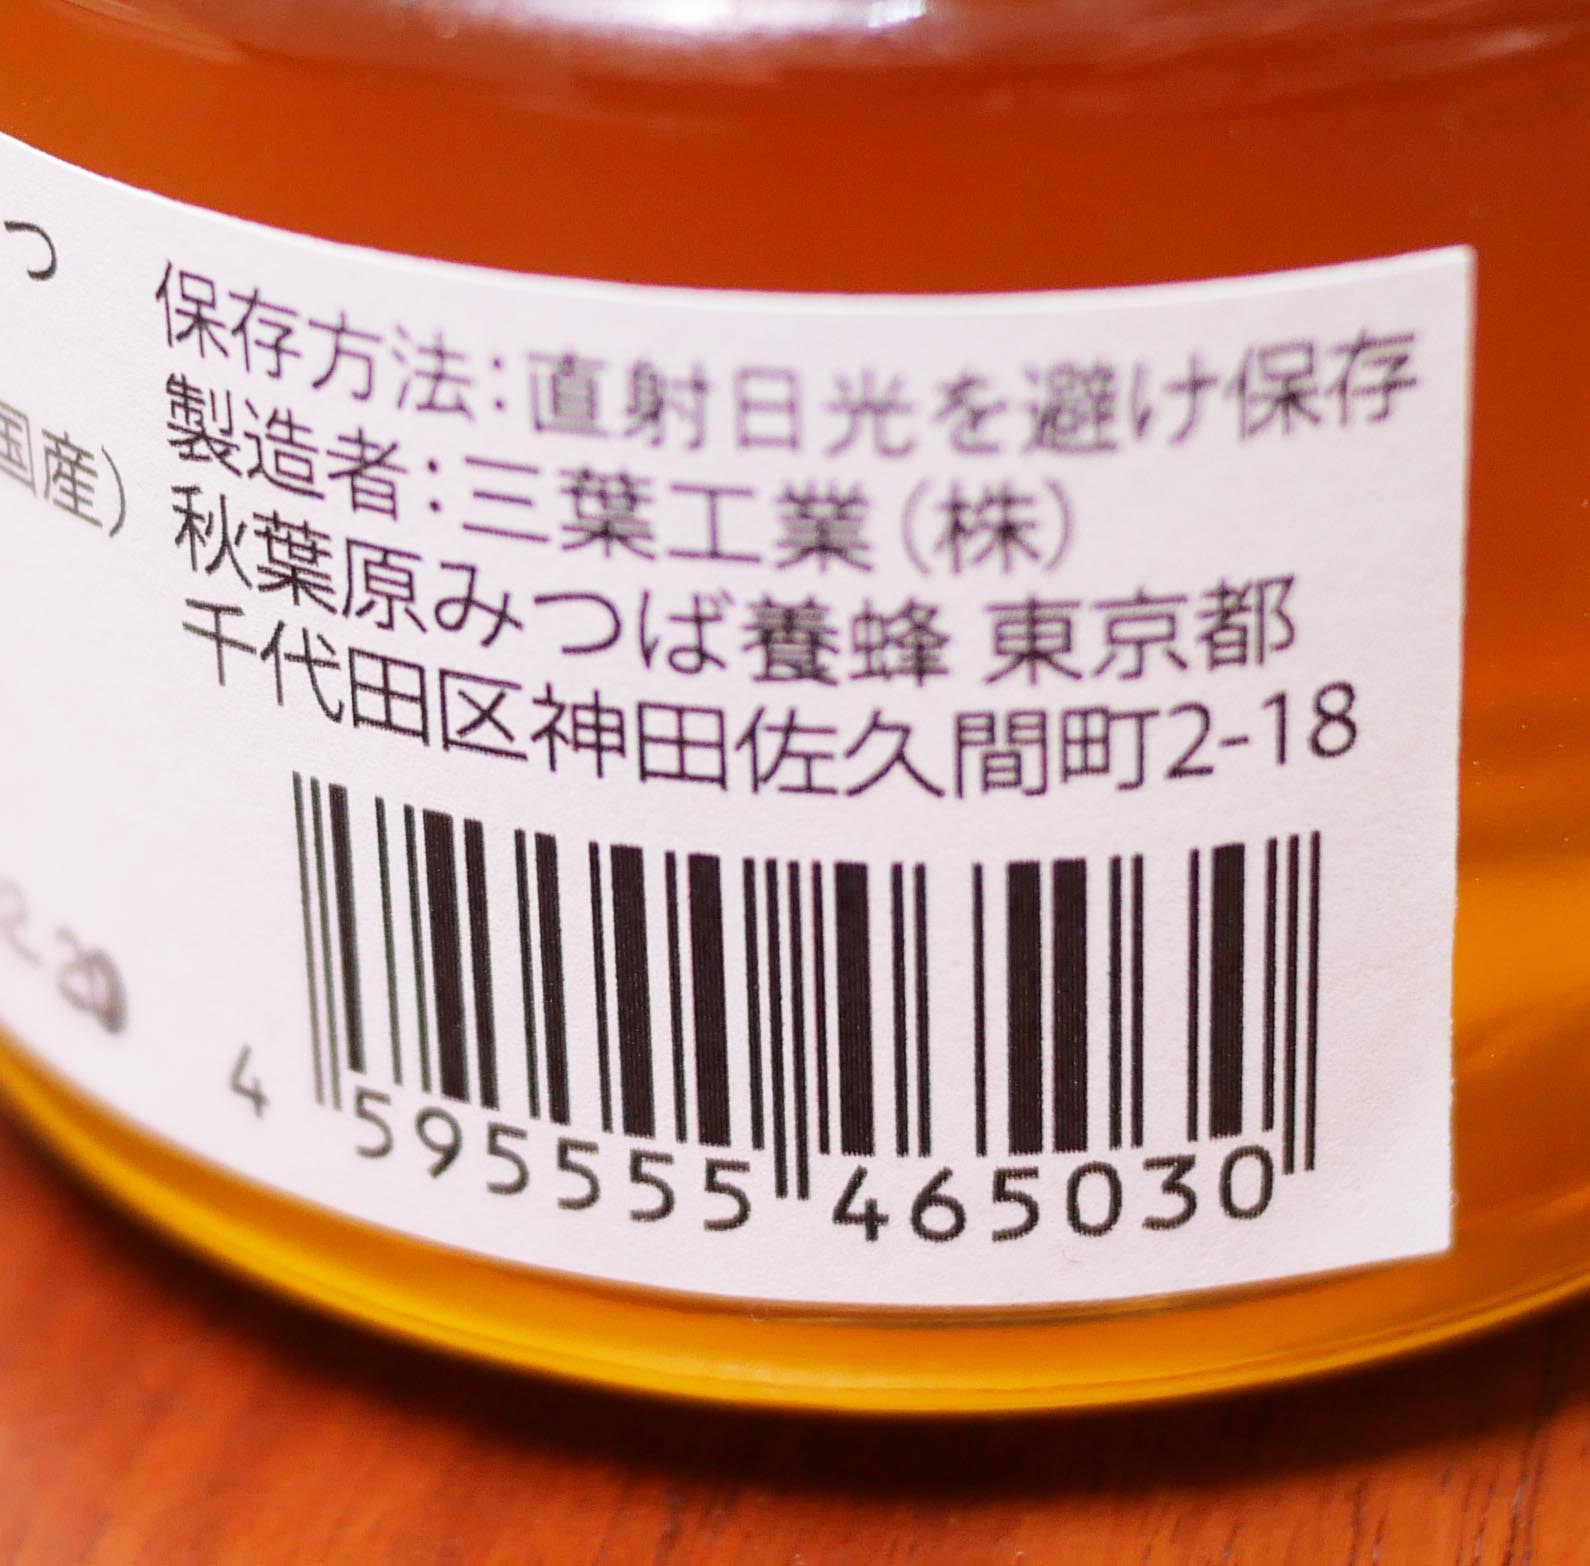 つ
国産)
保存方法:直射日光を避け保存
製造者:三葉工業(株)
秋葉原みつば養蜂 東京都
千代田区神田佐久間町2-18
4 595555 465030